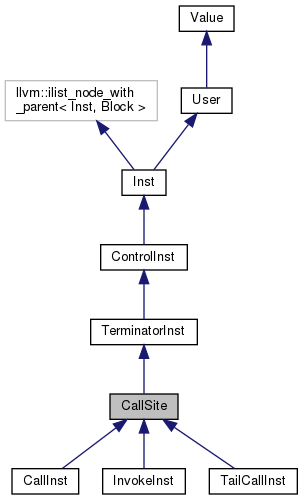 Value
llvm::ilist_node_with
_parent< Inst, Block >
User
Inst
ControlInst
TerminatorInst
CallSite
CallInst
InvokeInst
TailCallInst